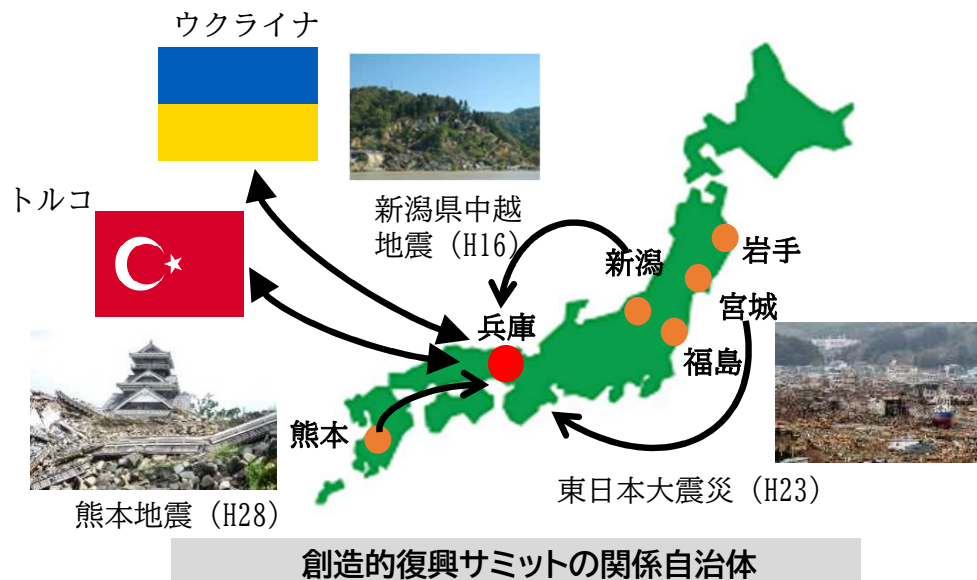 ウクライナ
トルコ
新潟県中越
地震（H16）
新潟
岩手
宮城
兵庫
福島
熊本
東日本大震災（H23）
熊本地震（H28）
創造的復興サミットの関係自治体